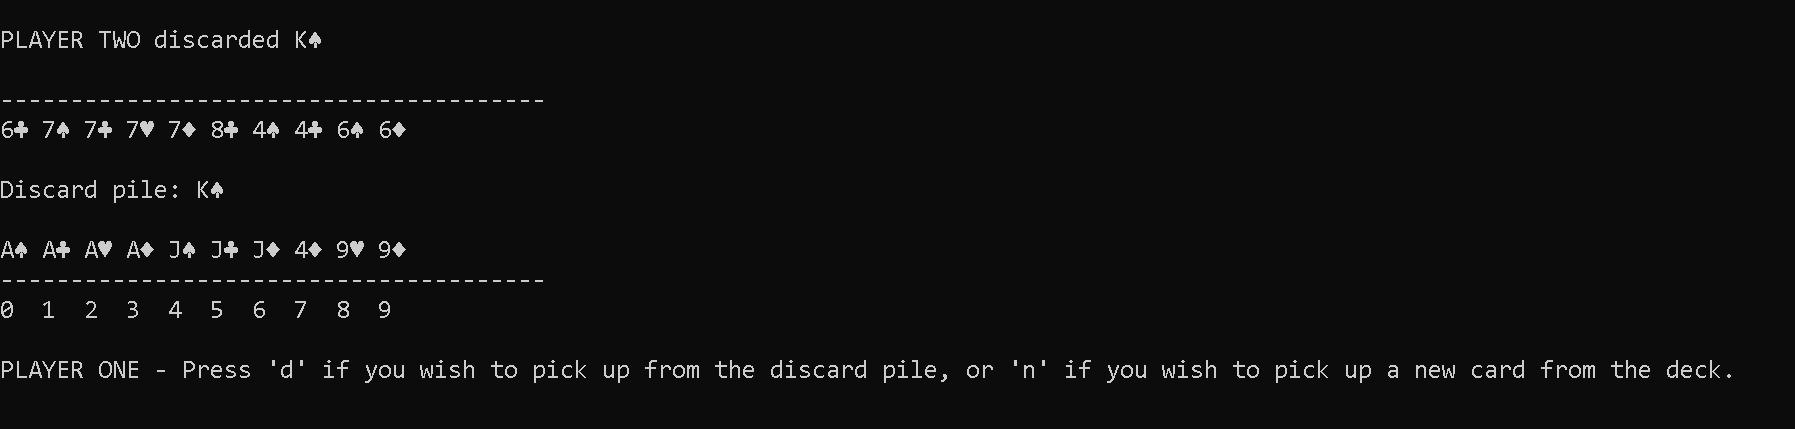 PLAYER TWO discarded K♠
---------------------------------------
6♣ 7♠ 7♣ 7♥ 7♦ 8♣ 4♠ 4♣ 6♠ 6♦
Discard pile: K♠
A♠ A♣ A♥ A♦ J♠ J♣ J♦ 4♦ 9♥ 9♦
---------------------------------------
0 1 2 3 4 5 6 7 8 9
PLAYER ONE - Press 'd' if you wish to pick up from the discard pile, or 'n' if you wish to pick up a new card from the deck.